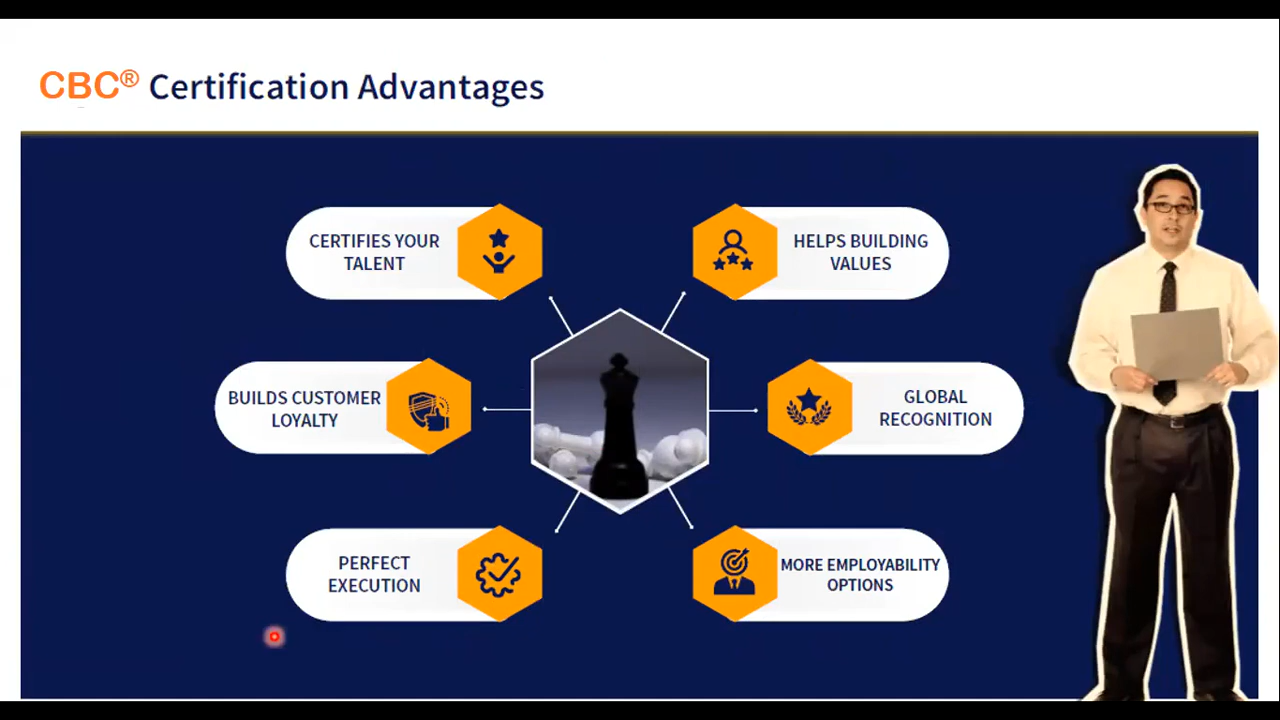 CBC® Certification Advantages
CERTIFIES YOUR
TALENT
HELPS BUILDING
VALUES
BUILDS CUSTOMER
LOYALTY
GLOBAL
RECOGNITION
PERFECT
EXECUTION
MORE EMPLOYABILITY
OPTIONS